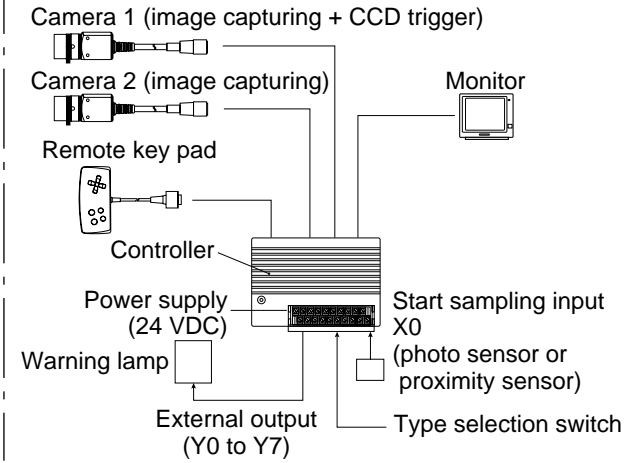 Camera 1 (image capturing + CCD trigger)
Camera 2 (image capturing)
Monitor
Remote key pad
Controller
Power supply
(24 VDC)
Start sampling input
X0
(photo sensor or
proximity sensor)
Warning lamp
External output
(Y0 to Y7)
Type selection switch